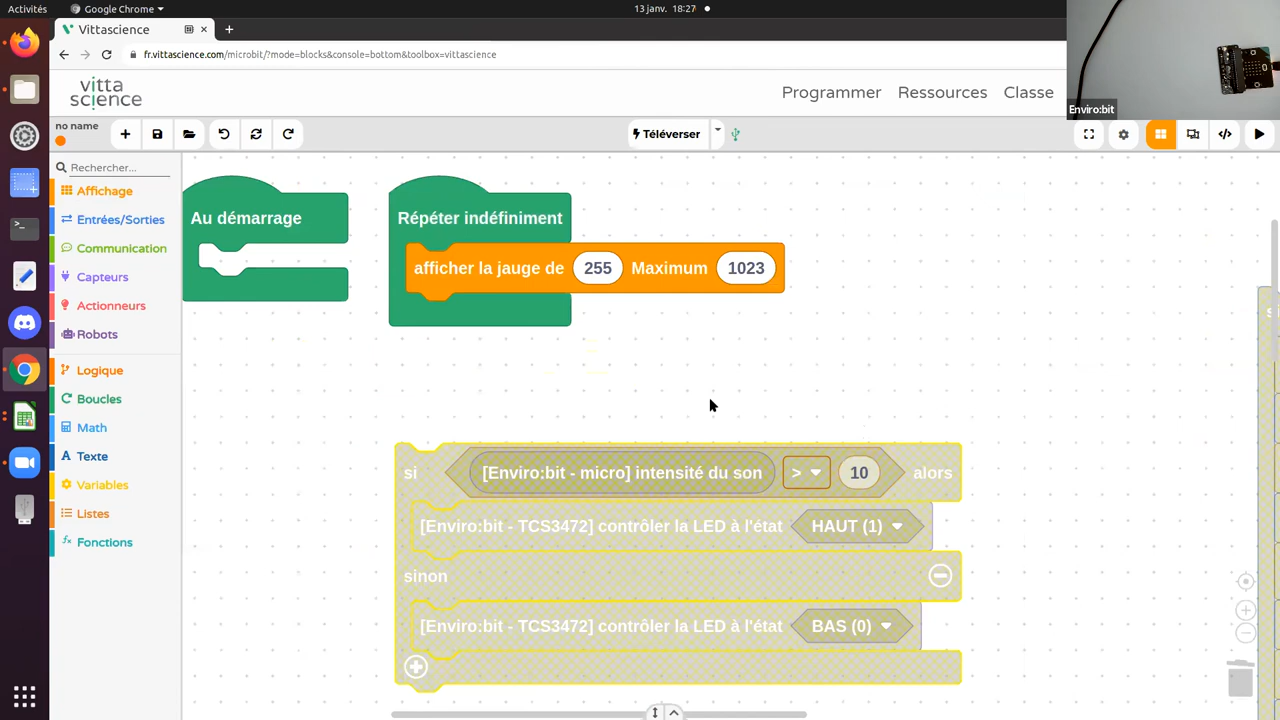 Activités
Google Chrome
13 janv. 18:27
Vittascience
fr.vittascience.com/microbit/?mode=blocks&console=bottom&toolbox=vittascience
Enviro:bit
vitta
science
Programmer
Ressources
Classe
no name
Téléverser
Rechercher...
Affichage
Entrées/Sorties
Communication
Capteurs
Actionneurs
Robots
Logique
Boucles
Math
Texte
Variables
Listes
Fonctions
Au démarrage
Répéter indéfiniment
afficher la jauge de 255 Maximum 1023
si [Enviro:bit - micro] intensité du son > 10 alors
[Enviro:bit - TCS3472] contrôler la LED à l'état HAUT (1)
sinon
[Enviro:bit - TCS3472] contrôler la LED à l'état BAS (0)